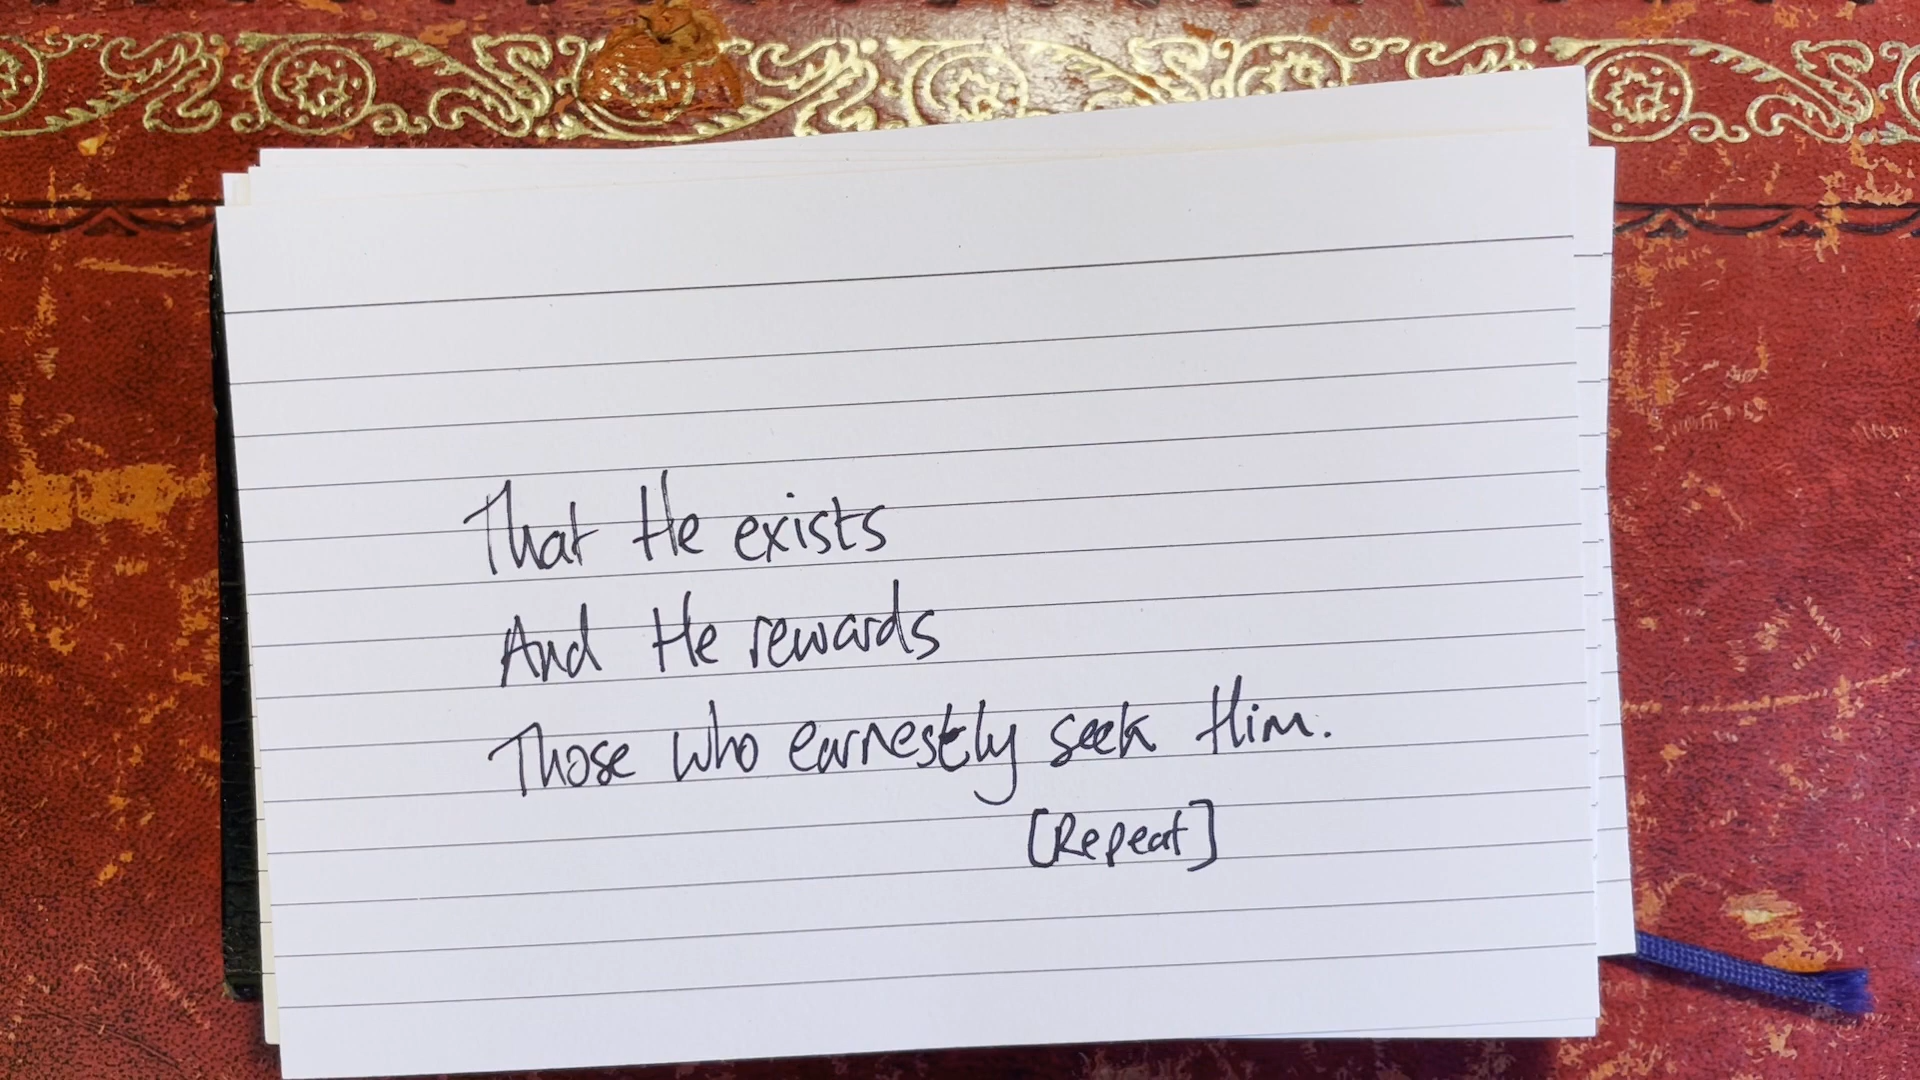 That He exists
And He rewards
Those who earnestly seek Him.
[Repeat]